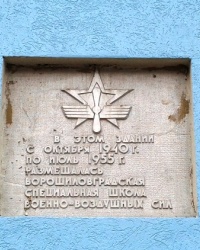 В ЭТОМ ЗДАНИИ
С ОКТЯБРЯ 1940 Г.
ПО ИЮЛЬ 1955 Г.
РАЗМЕЩАЛАСЬ
ВОРОШИЛОВГРАДСКАЯ
СПЕЦИАЛЬНАЯ ШКОЛА
ВОЕННО-ВОЗДУШНЫХ СИЛ